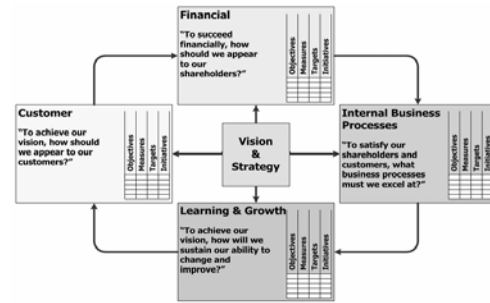 Financial
“To succeed
financially, how
should we appear
to our
shareholders?”
Objectives
Measures
Targets
Initiatives
Customer
“To achieve our
vision, how should
we appear to our
customers?”
Objectives
Measures
Targets
Initiatives
Vision
&
Strategy
Internal Business
Processes
“To satisfy our
shareholders and
customers, what
business processes
must we excel at?”
Objectives
Measures
Targets
Initiatives
Learning & Growth
“To achieve our
vision, how will we
sustain our ability to
change and
improve?”
Objectives
Measures
Targets
Initiatives